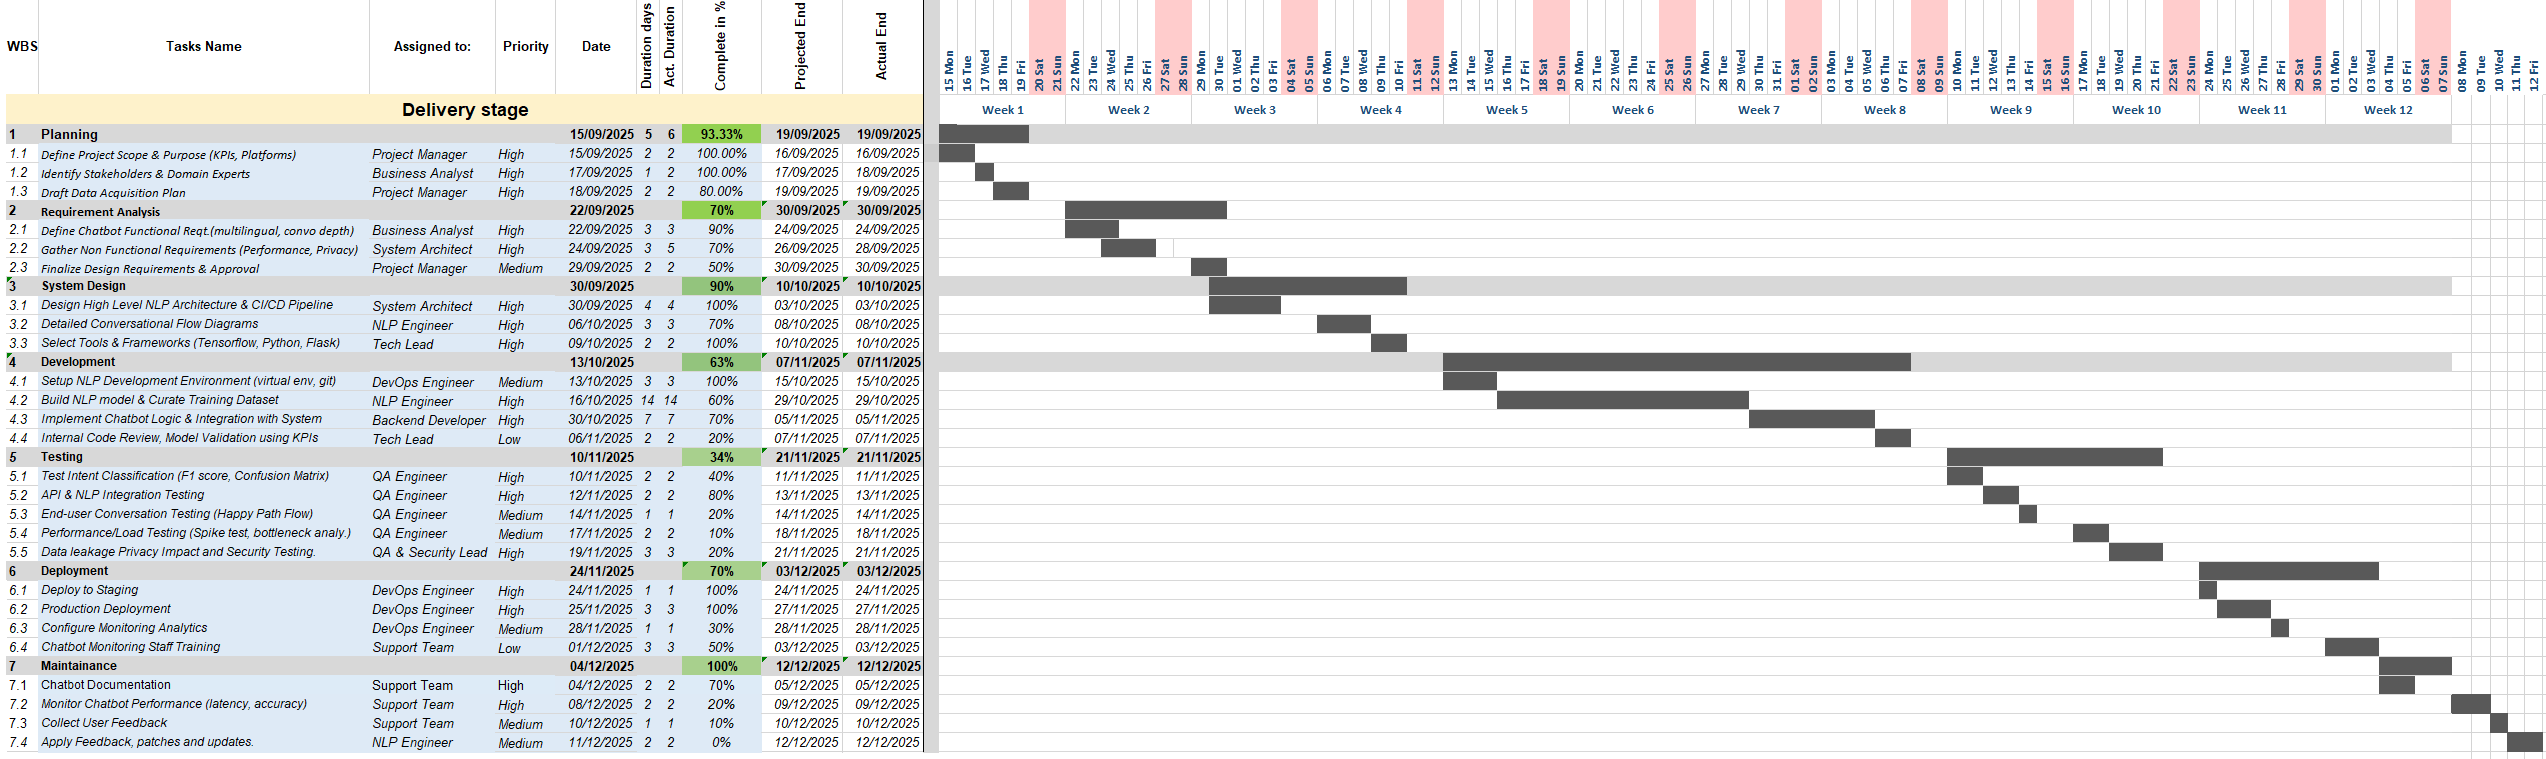 WBS Tasks Name Assigned to: Priority Date Duration days Act. Duration Complete in % Projected End Actual End 15 Mon 16 Tue 17 Wed 18 Thu 19 Fri 20 Sat 21 Sun 22 Mon 23 Tue 24 Wed 25 Thu 26 Fri 27 Sat 28 Sun 29 Mon 30 Tue 01 Wed 02 Thu 03 Fri 04 Sat 05 Sun 06 Mon 07 Tue 08 Wed 09 Thu 10 Fri 11 Sat 12 Sun 13 Mon 14 Tue 15 Wed 16 Thu 17 Fri 18 Sat 19 Sun 20 Mon 21 Tue 22 Wed 23 Thu 24 Fri 25 Sat 26 Sun 27 Mon 28 Tue 29 Wed 30 Thu 31 Fri 01 Sat 02 Sun 03 Mon 04 Tue 05 Wed 06 Thu 07 Fri 08 Sat 09 Sun 10 Mon 11 Tue 12 Wed 13 Thu 14 Fri 15 Sat 16 Sun 17 Mon 18 Tue 19 Wed 20 Thu 21 Fri 22 Sat 23 Sun 24 Mon 25 Tue 26 Wed 27 Thu 28 Fri 29 Sat 30 Sun 01 Mon 02 Tue 03 Wed 04 Thu 05 Fri 06 Sat 07 Sun 08 Mon 09 Tue 10 Wed 11 Thu 12 Fri
Delivery stage Week 1 Week 2 Week 3 Week 4 Week 5 Week 6 Week 7 Week 8 Week 9 Week 10 Week 11 Week 12
1 Planning 15/09/2025 5 6 93.33% 19/09/2025 19/09/2025
1.1 Define Project Scope & Purpose (KPIs, Platforms) Project Manager High 15/09/2025 2 2 100.00% 16/09/2025 16/09/2025
1.2 Identify Stakeholders & Domain Experts Business Analyst High 17/09/2025 1 2 100.00% 17/09/2025 18/09/2025
1.3 Draft Data Acquisition Plan Project Manager High 18/09/2025 2 2 80.00% 19/09/2025 19/09/2025
2 Requirement Analysis 22/09/2025 70% 30/09/2025 30/09/2025
2.1 Define Chatbot Functional Reqt.(multilingual, convo depth) Business Analyst High 22/09/2025 3 3 90% 24/09/2025 24/09/2025
2.2 Gather Non Functional Requirements (Performance, Privacy) System Architect High 24/09/2025 3 5 70% 26/09/2025 28/09/2025
2.3 Finalize Design Requirements & Approval Project Manager Medium 29/09/2025 2 2 50% 30/09/2025 30/09/2025
3 System Design 30/09/2025 90% 10/10/2025 10/10/2025
3.1 Design High Level NLP Architecture & CI/CD Pipeline System Architect High 30/09/2025 4 4 100% 03/10/2025 03/10/2025
3.2 Detailed Conversational Flow Diagrams NLP Engineer High 06/10/2025 3 3 70% 08/10/2025 08/10/2025
3.3 Select Tools & Frameworks (Tensorflow, Python, Flask) Tech Lead High 09/10/2025 2 2 100% 10/10/2025 10/10/2025
4 Development 13/10/2025 63% 07/11/2025 07/11/2025
4.1 Setup NLP Development Environment (virtual env, git) DevOps Engineer Medium 13/10/2025 3 3 100% 15/10/2025 15/10/2025
4.2 Build NLP model & Curate Training Dataset NLP Engineer High 16/10/2025 14 14 60% 29/10/2025 29/10/2025
4.3 Implement Chatbot Logic & Integration with System Backend Developer High 30/10/2025 7 7 70% 05/11/2025 05/11/2025
4.4 Internal Code Review, Model Validation using KPIs Tech Lead Low 06/11/2025 2 2 20% 07/11/2025 07/11/2025
5 Testing 10/11/2025 34% 21/11/2025 21/11/2025
5.1 Test Intent Classification (F1 score, Confusion Matrix) QA Engineer High 10/11/2025 2 2 40% 11/11/2025 11/11/2025
5.2 API & NLP Integration Testing QA Engineer High 12/11/2025 2 2 80% 13/11/2025 13/11/2025
5.3 End-user Conversation Testing (Happy Path Flow) QA Engineer Medium 14/11/2025 1 1 20% 14/11/2025 14/11/2025
5.4 Performance/Load Testing (Spike test, bottleneck analy.) QA Engineer Medium 17/11/2025 2 2 10% 18/11/2025 18/11/2025
5.5 Data leakage Privacy Impact and Security Testing. QA & Security Lead High 19/11/2025 3 3 20% 21/11/2025 21/11/2025
6 Deployment 24/11/2025 70% 03/12/2025 03/12/2025
6.1 Deploy to Staging DevOps Engineer High 24/11/2025 1 1 100% 24/11/2025 24/11/2025
6.2 Production Deployment DevOps Engineer High 25/11/2025 3 3 100% 27/11/2025 27/11/2025
6.3 Configure Monitoring Analytics DevOps Engineer Medium 28/11/2025 1 1 30% 28/11/2025 28/11/2025
6.4 Chatbot Monitoring Staff Training Support Team Low 01/12/2025 3 3 50% 03/12/2025 03/12/2025
7 Maintainance 04/12/2025 100% 12/12/2025 12/12/2025
7.1 Chatbot Documentation Support Team High 04/12/2025 2 2 70% 05/12/2025 05/12/2025
7.2 Monitor Chatbot Performance (latency, accuracy) Support Team High 08/12/2025 2 2 20% 09/12/2025 09/12/2025
7.3 Collect User Feedback Support Team Medium 10/12/2025 1 1 10% 10/12/2025 10/12/2025
7.4 Apply Feedback, patches and updates. NLP Engineer Medium 11/12/2025 2 2 0% 12/12/2025 12/12/2025